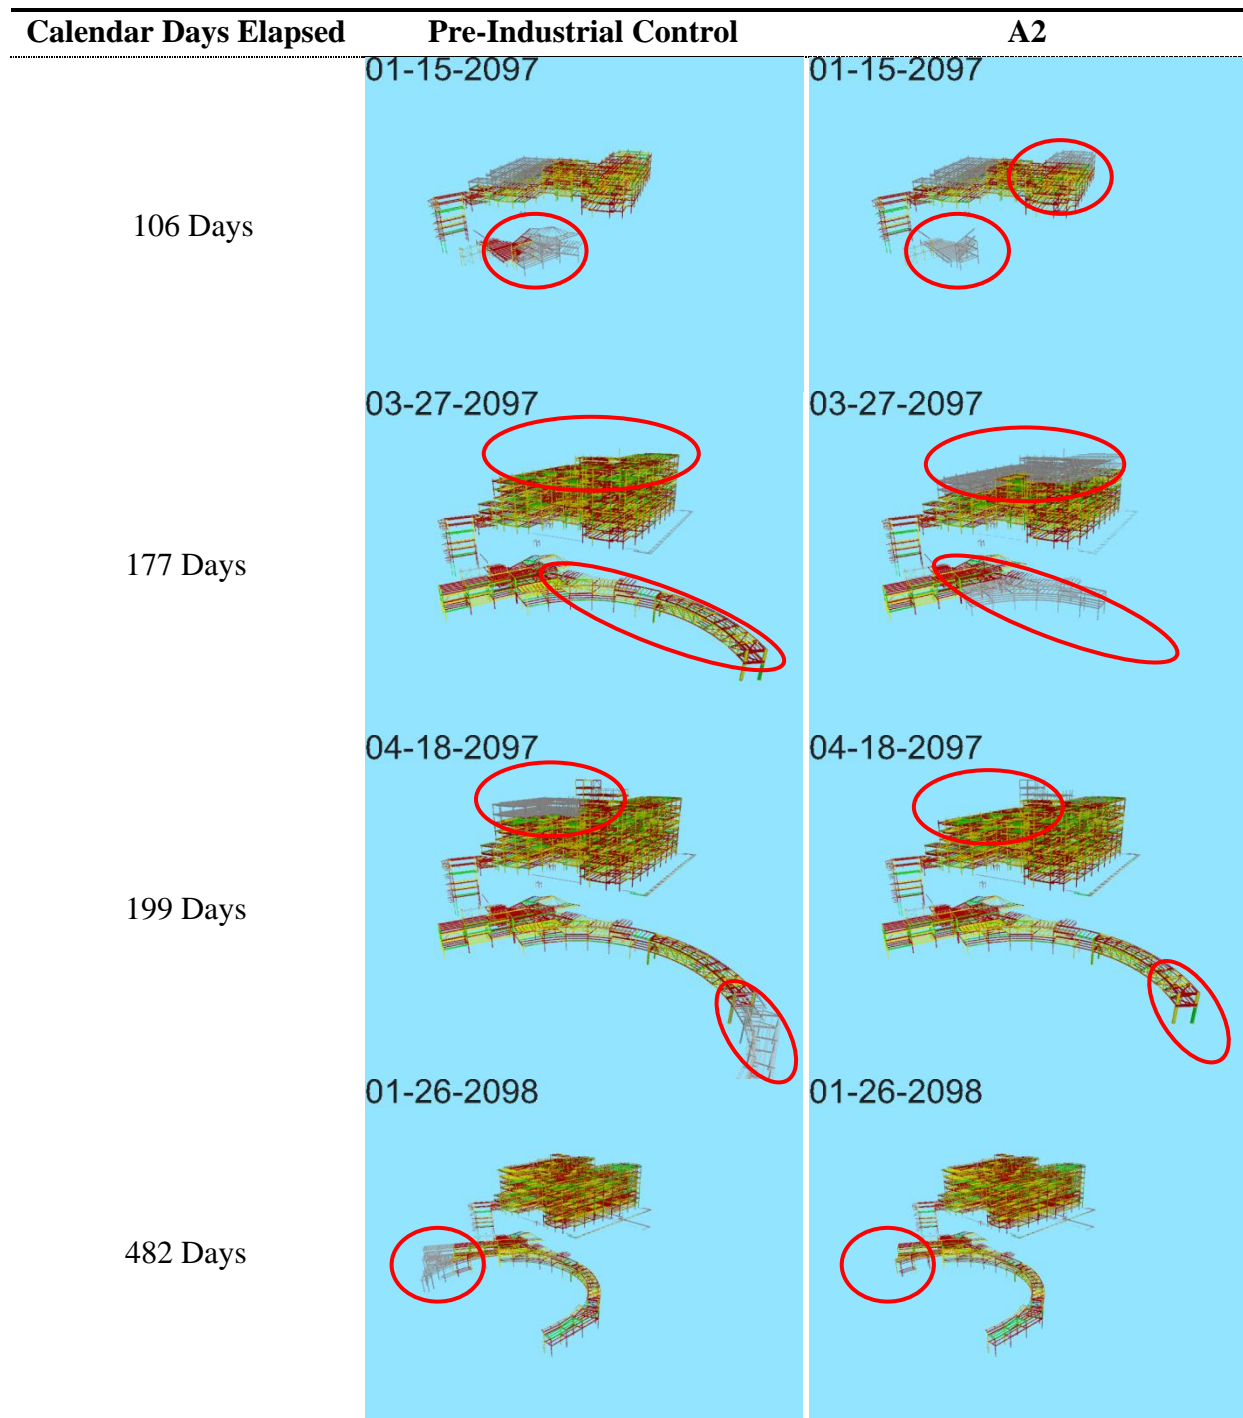 Calendar Days Elapsed Pre-Industrial Control A2
01-15-2097 01-15-2097
106 Days
03-27-2097 03-27-2097
177 Days
04-18-2097 04-18-2097
199 Days
01-26-2098 01-26-2098
482 Days